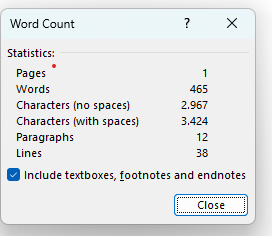 Word Count ? ×
Statistics:
Pages 1
Words 465
Characters (no spaces) 2.967
Characters (with spaces) 3.424
Paragraphs 12
Lines 38
Include textboxes, footnotes and endnotes
Close